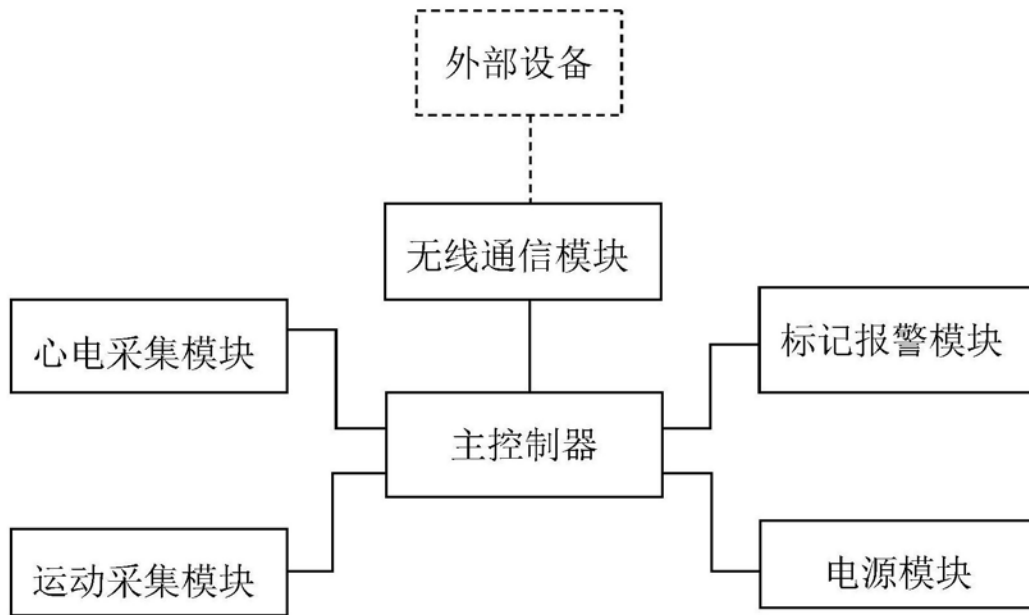 外部设备
无线通信模块
心电采集模块
标记报警模块
主控制器
运动采集模块
电源模块